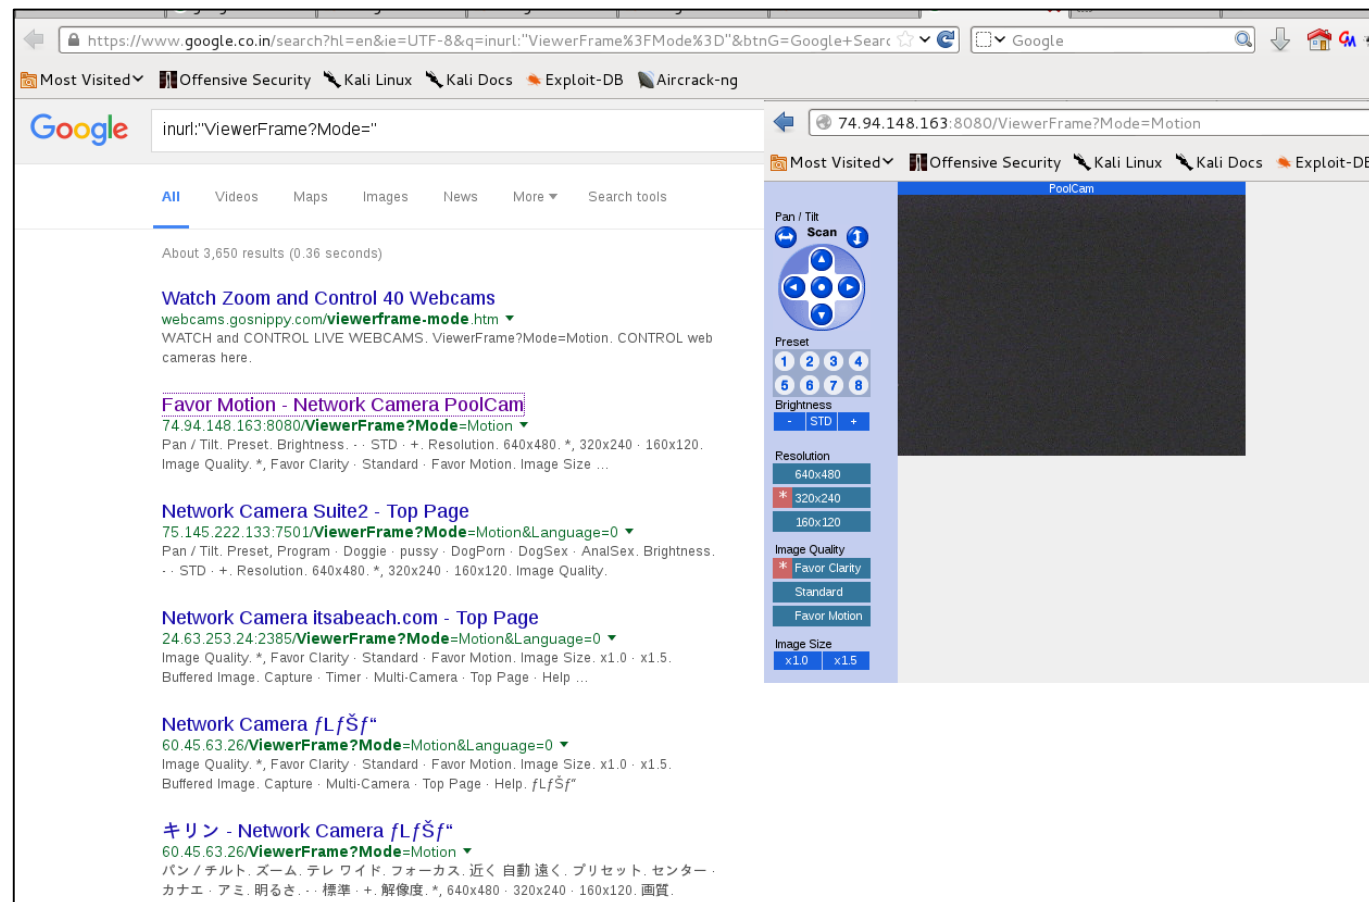 https://www.google.co.in/search?hl=en&ie=UTF-8&q=inurl:"ViewerFrame%3FMode%3D"&btnG=Google+Searc
Google
Most Visited
Offensive Security
Kali Linux
Kali Docs
Exploit-DB
Aircrack-ng
Google
inurl:"ViewerFrame?Mode="
All Videos Maps Images News More Search tools
About 3,650 results (0.36 seconds)
Watch Zoom and Control 40 Webcams
webcams.gosnippy.com/viewerframe-mode.htm
WATCH and CONTROL LIVE WEBCAMS. ViewerFrame?Mode=Motion. CONTROL web
cameras here.
Favor Motion - Network Camera PoolCam
74.94.148.163:8080/ViewerFrame?Mode=Motion
Pan / Tilt. Preset. Brightness. - · STD · +. Resolution. 640x480. *, 320x240 · 160x120.
Image Quality. *, Favor Clarity · Standard · Favor Motion. Image Size ...
Network Camera Suite2 - Top Page
75.145.222.133:7501/ViewerFrame?Mode=Motion&Language=0
Pan / Tilt. Preset, Program · Doggie · pussy · DogPorn · DogSex · AnalSex. Brightness.
- · STD · +. Resolution. 640x480. *, 320x240 · 160x120. Image Quality.
Network Camera itsabeach.com - Top Page
24.63.253.24:2385/ViewerFrame?Mode=Motion&Language=0
Image Quality. *, Favor Clarity · Standard · Favor Motion. Image Size. x1.0 · x1.5.
Buffered Image. Capture · Timer · Multi-Camera · Top Page · Help ...
Network Camera ƒLƒŠƒ“
60.45.63.26/ViewerFrame?Mode=Motion&Language=0
Image Quality. *, Favor Clarity · Standard · Favor Motion. Image Size. x1.0 · x1.5.
Buffered Image. Capture · Multi-Camera · Top Page · Help. ƒLƒŠƒ“
キリン - Network Camera ƒLƒŠƒ“
60.45.63.26/ViewerFrame?Mode=Motion
パン / チルト. ズーム. テレ ワイド. フォーカス. 近く 自動 遠く. プリセット. センター ·
カナエ · アミ. 明るさ. - · 標準 · +. 解像度. *, 640x480 · 320x240 · 160x120. 画質.
74.94.148.163:8080/ViewerFrame?Mode=Motion
Most Visited
Offensive Security
Kali Linux
Kali Docs
Exploit-DB
PoolCam
Pan / Tilt
Scan
Preset
1 2 3 4
5 6 7 8
Brightness
- STD +
Resolution
640x480
* 320x240
160x120
Image Quality
* Favor Clarity
Standard
Favor Motion
Image Size
x1.0 x1.5